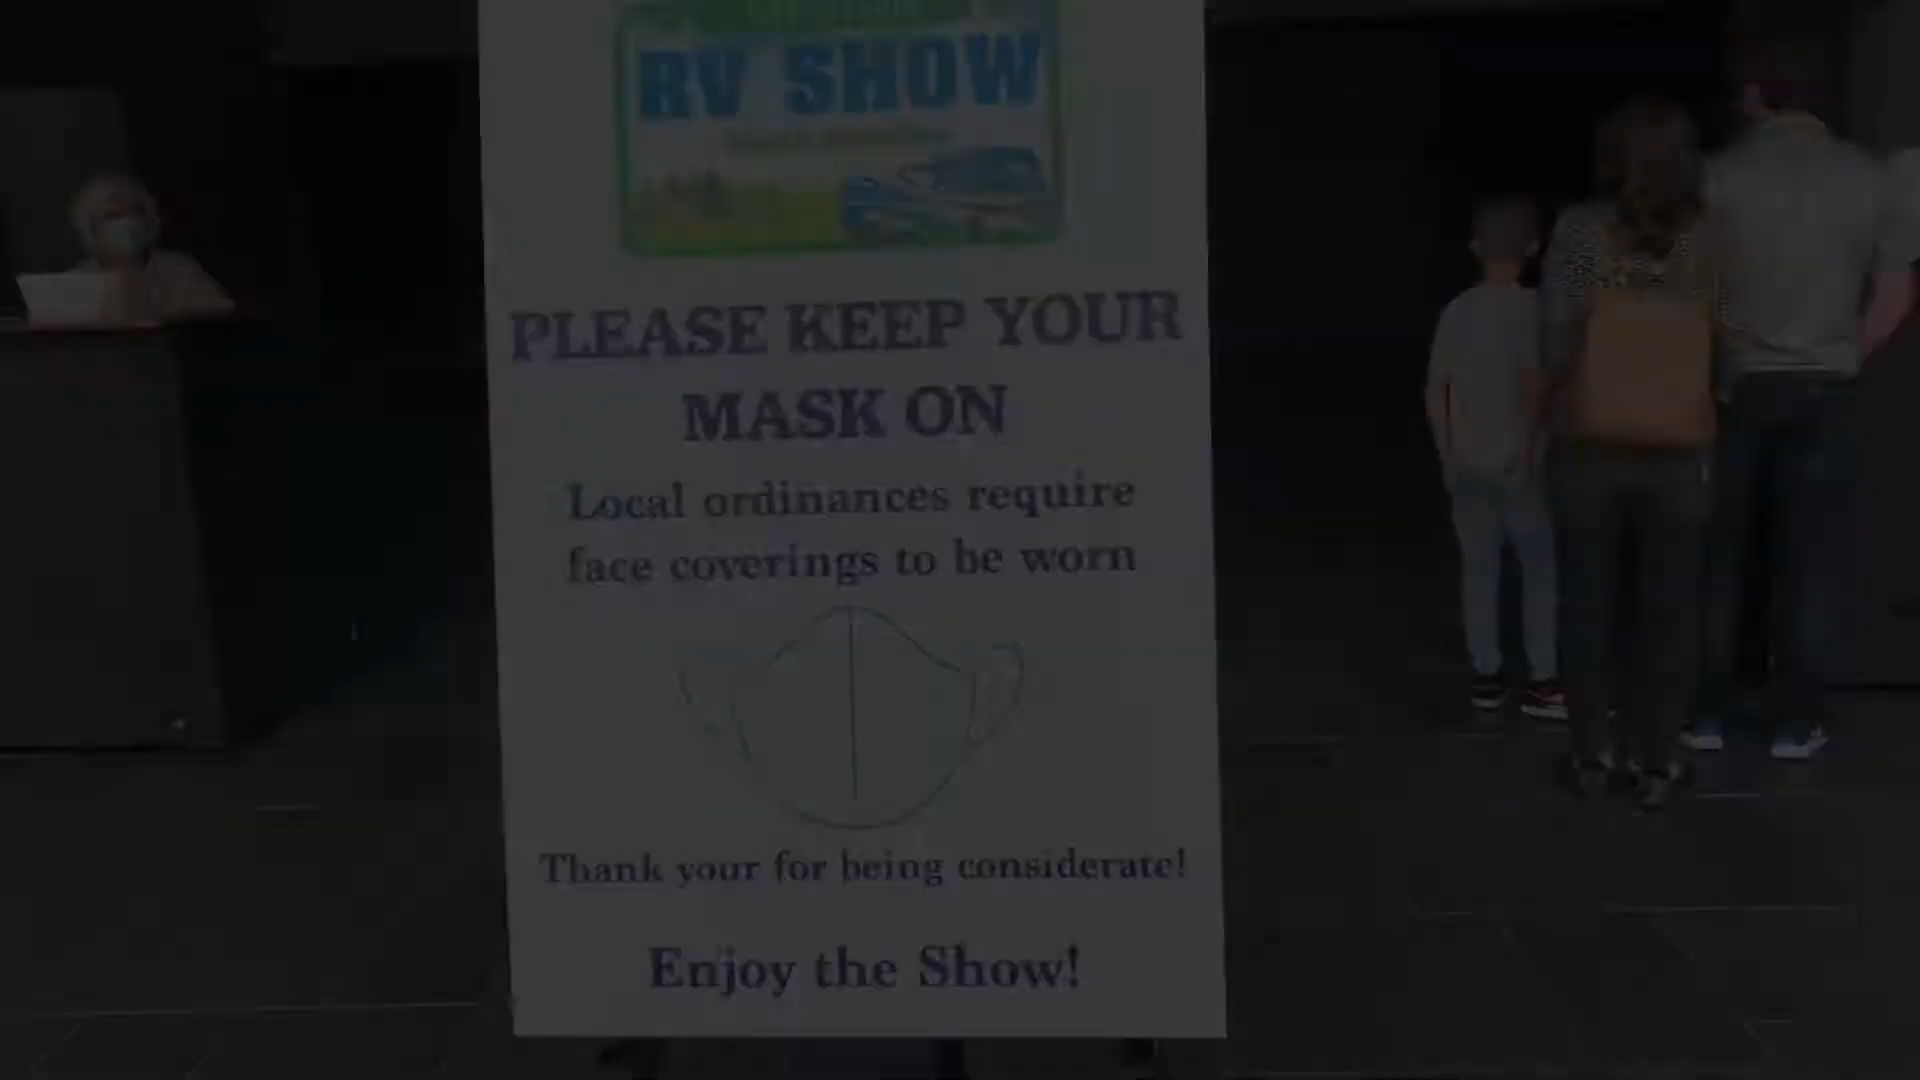 RV SHOW
PLEASE KEEP YOUR
MASK ON
Local ordinances require
face coverings to be worn
Thank your for being considerate!
Enjoy the Show!